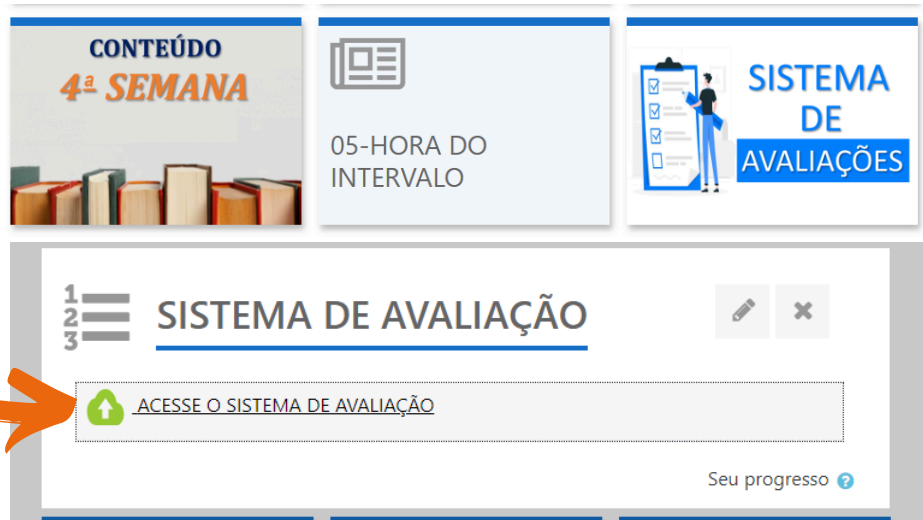 CONTEÚDO
4ª SEMANA
05-HORA DO
INTERVALO
SISTEMA
DE
AVALIAÇÕES
1
2
3
SISTEMA DE AVALIAÇÃO
ACESSE O SISTEMA DE AVALIAÇÃO
Seu progresso ?